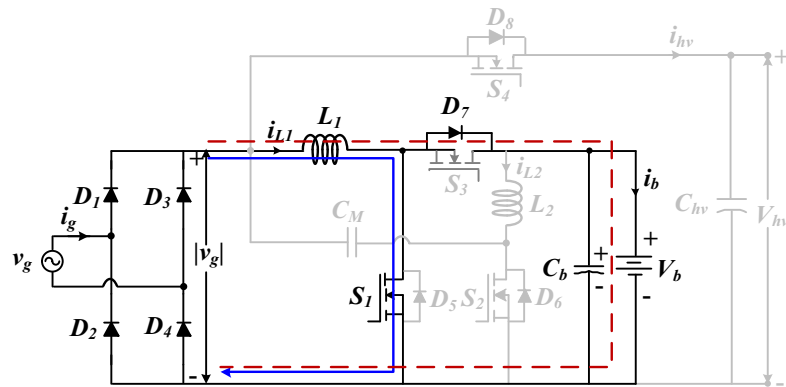 D8
ihv
S4
+
L1
iL1
D7
+
S3
iL2
ib
D1
D3
L2
Chv
Vhv
ig
CM
|vg|
vg
+
+
Cb
Vb
S1
D5
S2
D6
-
-
D2
D4
-
-